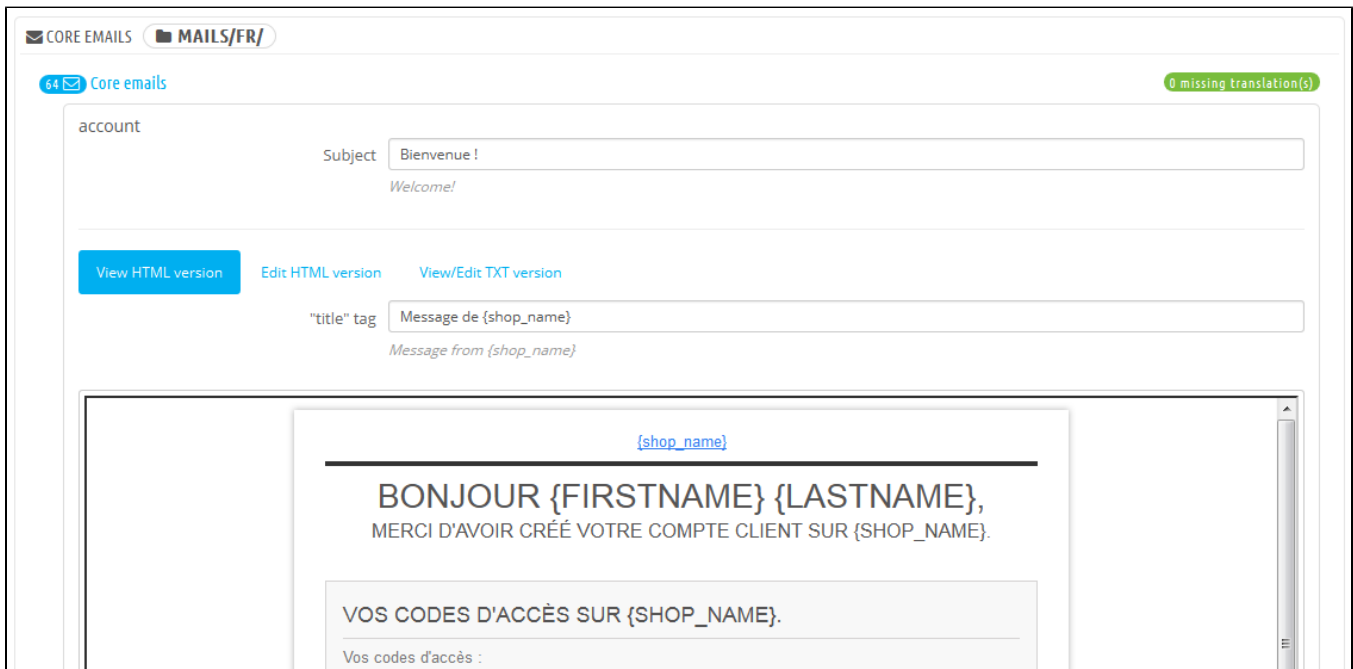 CORE EMAILS MAILS/FR/
64 Core emails 0 missing translation(s)
account
Subject Bienvenue !
Welcome!
View HTML version Edit HTML version View/Edit TXT version
"title" tag Message de {shop_name}
Message from {shop_name}
{shop_name}
BONJOUR {FIRSTNAME} {LASTNAME},
MERCI D'AVOIR CRÉÉ VOTRE COMPTE CLIENT SUR {SHOP_NAME}.
VOS CODES D'ACCÈS SUR {SHOP_NAME}.
Vos codes d'accès :